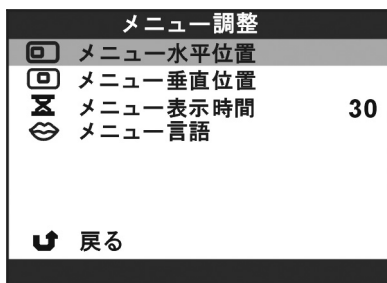 メニュー調整
メニュー水平位置
メニュー垂直位置
メニュー表示時間 30
メニュー言語
戻る